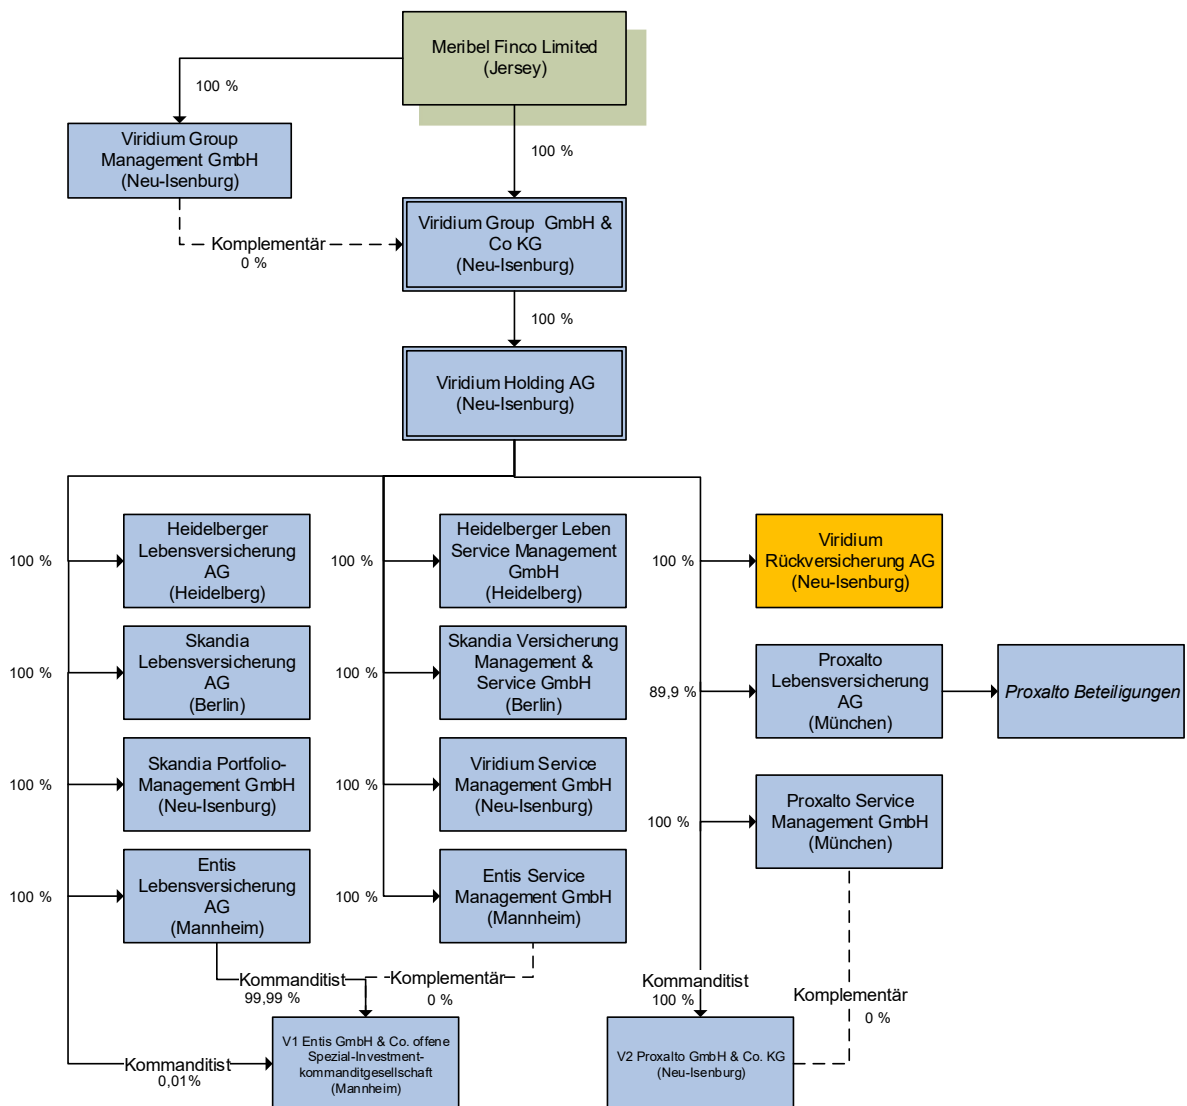 Meribel Finco Limited
(Jersey)
100 %
Viridium Group
Management GmbH
(Neu-Isenburg)
100 %
Viridium Group GmbH &
Co KG
(Neu-Isenburg)
Komplementär
0 %
100 %
Viridium Holding AG
(Neu-Isenburg)
100 %
Heidelberger
Lebensversicherung
AG
(Heidelberg)
100 %
Heidelberger Leben
Service Management
GmbH
(Heidelberg)
100 %
Viridium
Rückversicherung AG
(Neu-Isenburg)
100 %
Skandia
Lebensversicherung
AG
(Berlin)
100 %
Skandia Versicherung
Management &
Service GmbH
(Berlin)
89,9 %
Proxalto
Lebensversicherung
AG
(München)
Proxalto Beteiligungen
100 %
Skandia Portfolio-
Management GmbH
(Neu-Isenburg)
100 %
Viridium Service
Management GmbH
(Neu-Isenburg)
100 %
Proxalto Service
Management GmbH
(München)
100 %
Entis
Lebensversicherung
AG
(Mannheim)
100 %
Entis Service
Management GmbH
(Mannheim)
Kommanditist
99,99 %
Komplementär
0 %
Kommanditist
100 %
Komplementär
0 %
Kommanditist
0,01%
V1 Entis GmbH & Co. offene
Spezial-Investment-
kommanditgesellschaft
(Mannheim)
V2 Proxalto GmbH & Co. KG
(Neu-Isenburg)